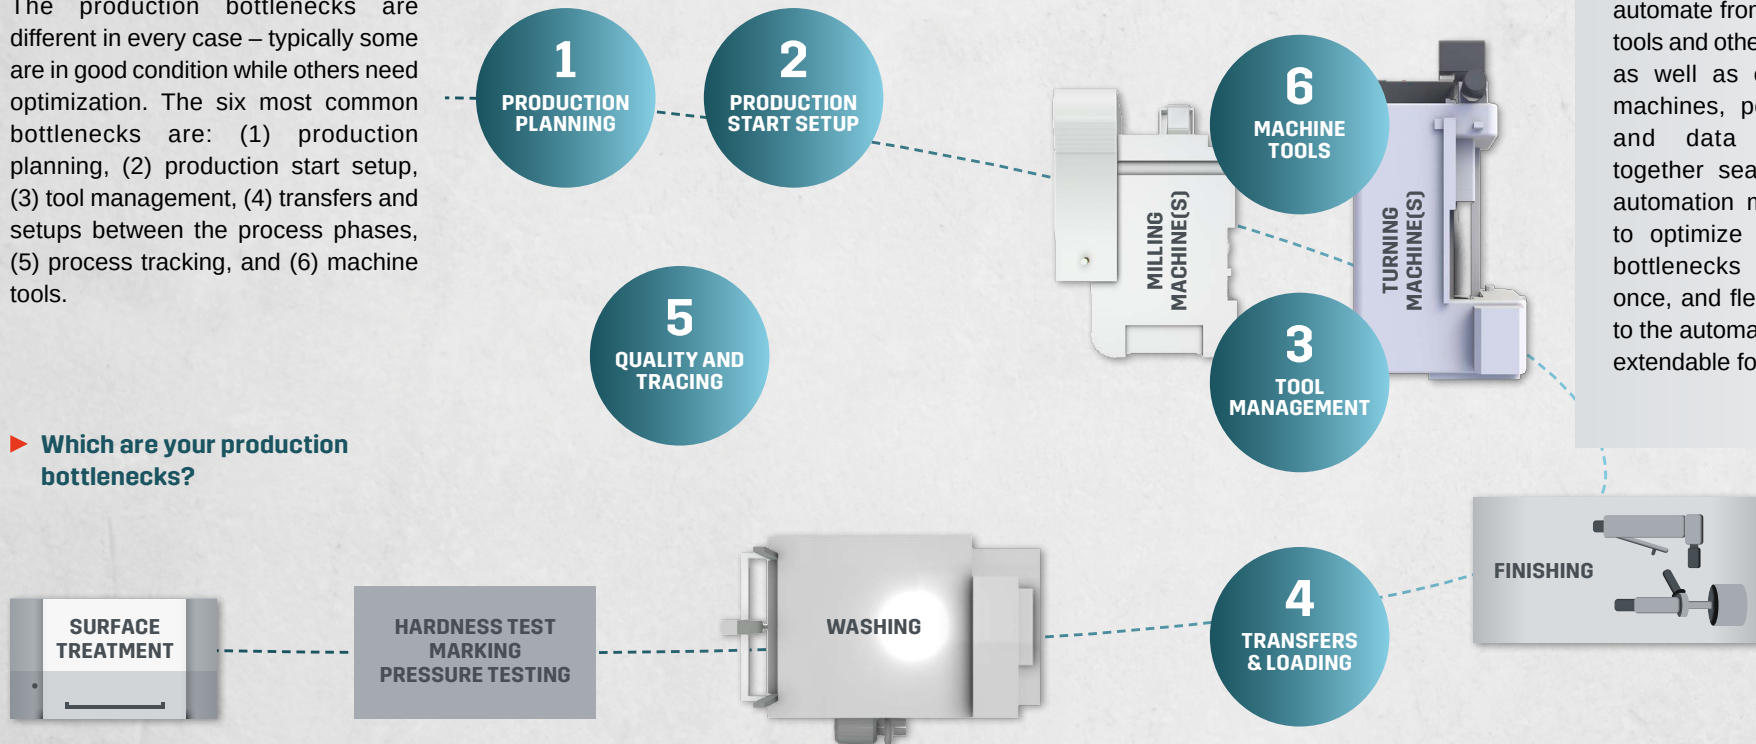 The production bottlenecks are
different in every case – typically some
are in good condition while others need
optimization. The six most common
bottlenecks are: (1) production
planning, (2) production start setup,
(3) tool management, (4) transfers and
setups between the process phases,
(5) process tracking, and (6) machine
tools.
Which are your production
bottlenecks?
1
PRODUCTION
PLANNING
2
PRODUCTION
START SETUP
MILLING
MACHINE(S)
6
MACHINE
TOOLS
TURNING
MACHINE(S)
5
QUALITY AND
TRACING
3
TOOL
MANAGEMENT
automate
tools and
as well as
machines,
and data
together
automation
to optimize
bottlenecks
once, and
to the
extendable
FINISHING
4
TRANSFERS
& LOADING
WASHING
HARDNESS TEST
MARKING
PRESSURE TESTING
SURFACE
TREATMENT